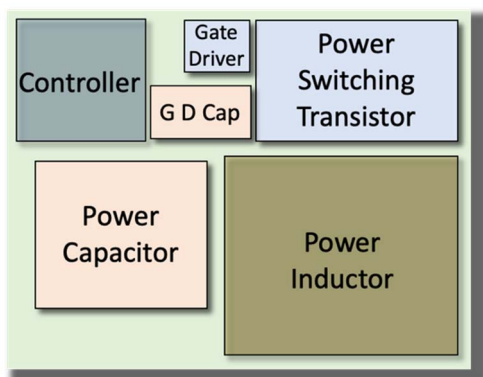 Controller
Gate
Driver
G D Cap
Power
Switching
Transistor
Power
Capacitor
Power
Inductor